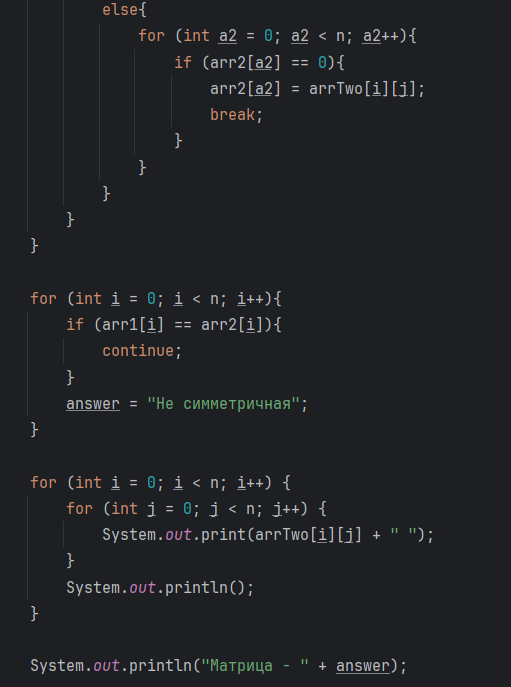 else{
for (int a2 = 0; a2 < n; a2++){
if (arr2[a2] == 0){
arr2[a2] = arrTwo[i][j];
break;
}
}
}
}
}
for (int i = 0; i < n; i++){
if (arr1[i] == arr2[i]){
continue;
}
answer = "Не симметричная";
}
for (int i = 0; i < n; i++) {
for (int j = 0; j < n; j++) {
System.out.print(arrTwo[i][j] + " ");
}
System.out.println();
}
System.out.println("Матрица - " + answer);